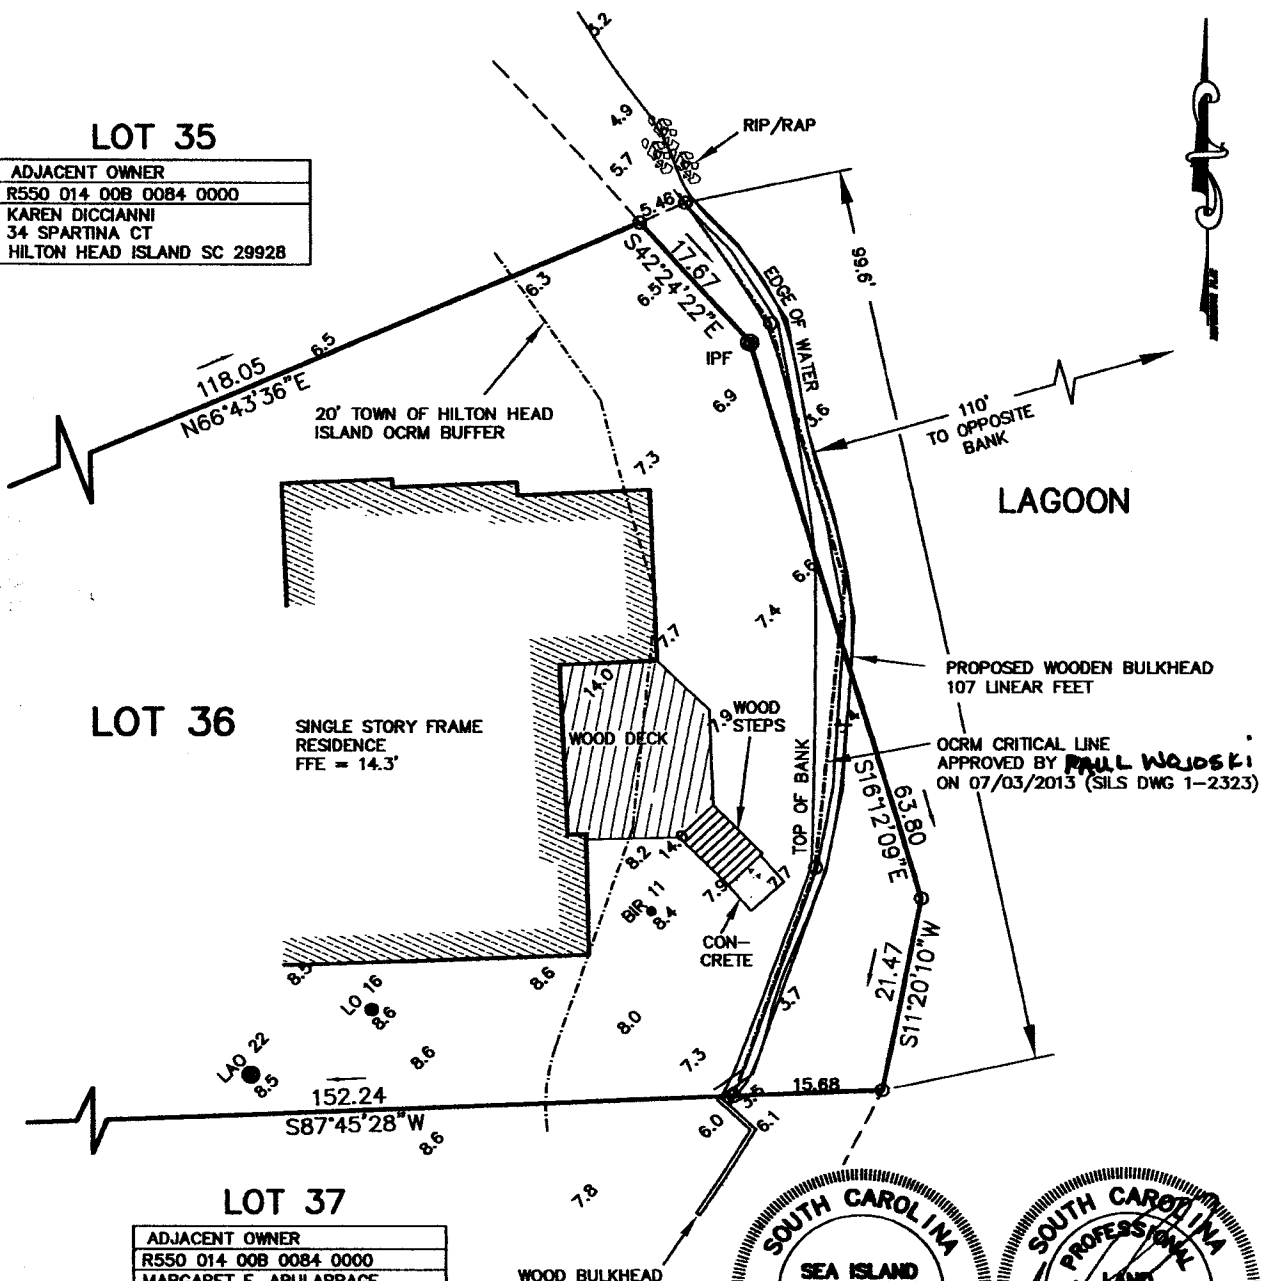 5.2
4.9
5.7
RIP/RAP
LOT 35
ADJACENT OWNER
R550 014 00B 0084 0000
KAREN DICCIANNI
34 SPARTINA CT
HILTON HEAD ISLAND SC 29928
5.46
17.67
S42°24'22"E
6.5
6.3
EDGE OF WATER
99.6'
IPF
6.5
118.05
N66°43'36"E
20' TOWN OF HILTON HEAD
ISLAND OCRM BUFFER
6.9
3.6
110'
TO OPPOSITE
BANK
7.3
LAGOON
6.6
7.4
7.7
PROPOSED WOODEN BULKHEAD
107 LINEAR FEET
14.0
LOT 36
SINGLE STORY FRAME
RESIDENCE
FFE = 14.3'
WOOD DECK
7.9
WOOD
STEPS
TOP OF BANK
OCRM CRITICAL LINE
APPROVED BY PAUL WOJOSKI
ON 07/03/2013 (SILS DWG 1-2323)
63.80
S16°12'09"E
8.2
7.9
7.7
BIR 11
8.4
CON-
CRETE
21.47
S11°20'10"W
8.5
LO 16
8.6
8.6
3.7
8.0
LAO 22
8.5
8.6
7.3
152.24
S87°45'28"W
15.68
6.0
6.1
8.6
7.8
LOT 37
ADJACENT OWNER
R550 014 00B 0084 0000
WOOD BULKHEAD
SOUTH CAROLINA
SEA ISLAND
SOUTH CAROLINA
PROFESSIONAL
LAND